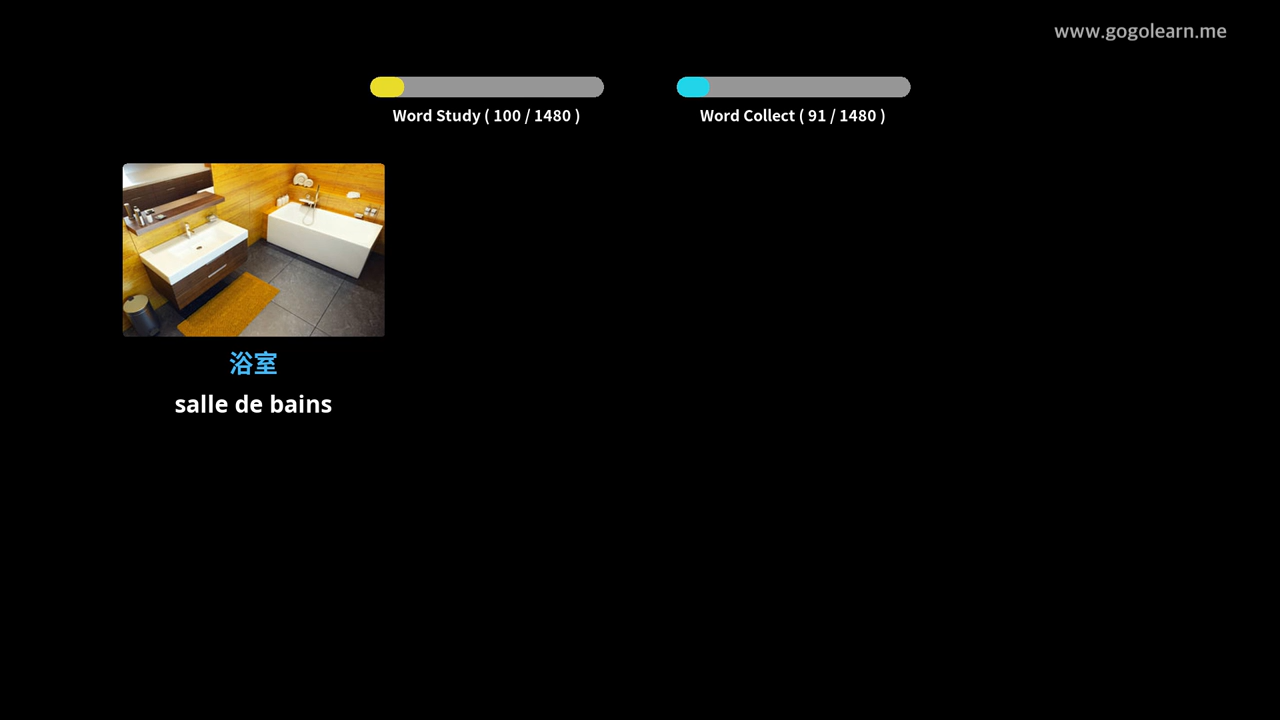 www.gogolearn.me
Word Study ( 100 / 1480 )
Word Collect ( 91 / 1480 )
浴室
salle de bains